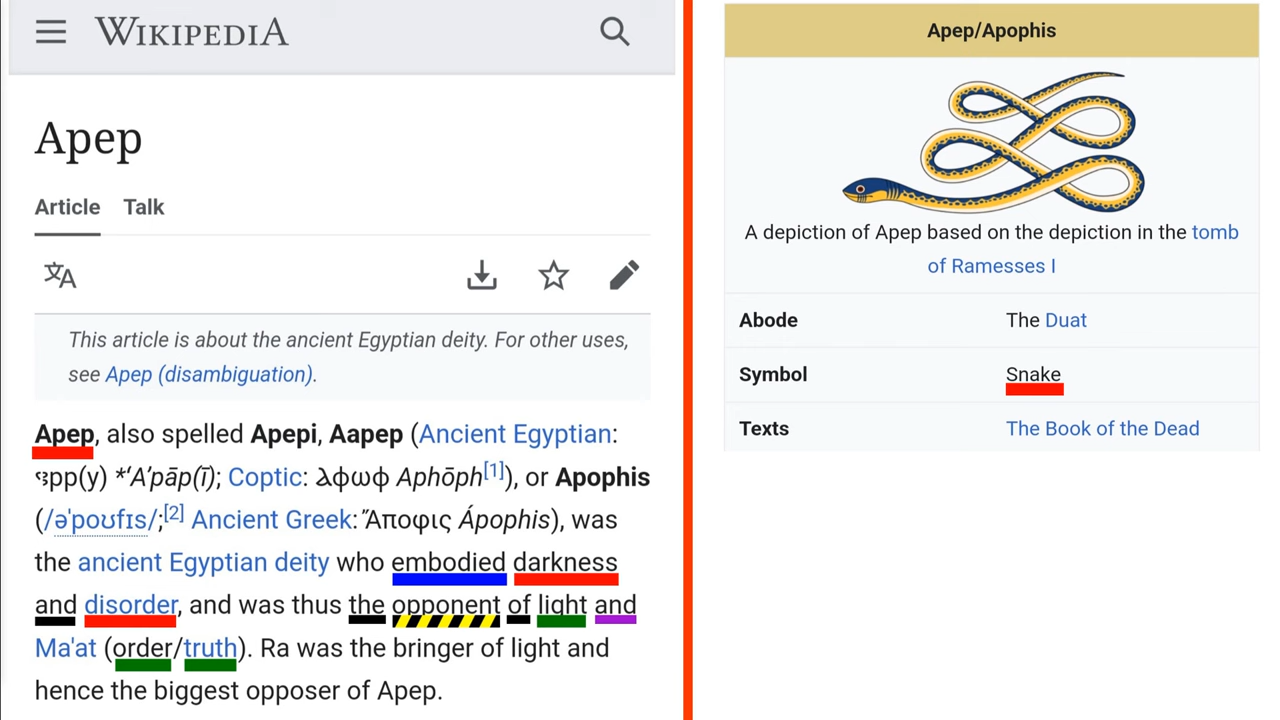 WIKIPEDIA
Apep
Article Talk
This article is about the ancient Egyptian deity. For other uses,
see Apep (disambiguation).
Apep, also spelled Apepi, Aapep (Ancient Egyptian:
ꜥꜣpp(y) *ʻAʼpāp(ī); Coptic: ⲁⲫⲱⲫ Aphōph[1]), or Apophis
(/əˈpoʊfɪs/;[2] Ancient Greek: Ἄποφις Ápophis), was
the ancient Egyptian deity who embodied darkness
and disorder, and was thus the opponent of light and
Ma'at (order/truth). Ra was the bringer of light and
hence the biggest opposer of Apep.
Apep/Apophis
A depiction of Apep based on the depiction in the tomb
of Ramesses I
Abode The Duat
Symbol Snake
Texts The Book of the Dead